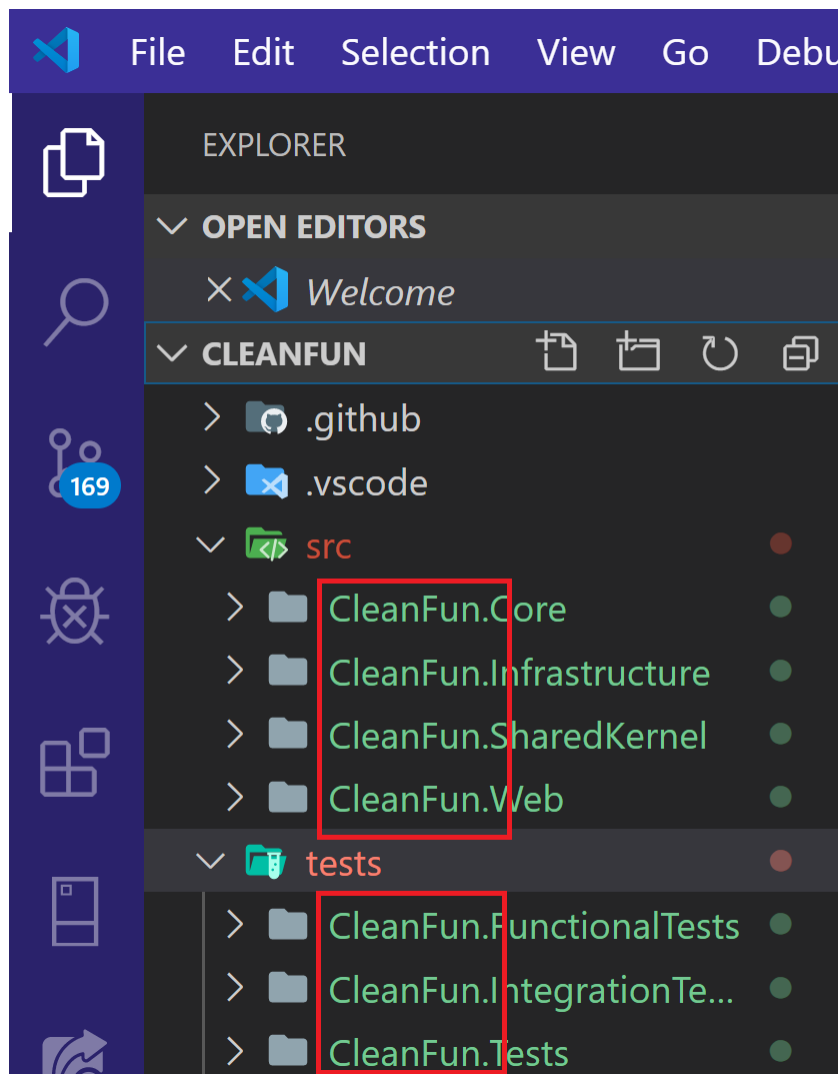 File Edit Selection View Go Debu
EXPLORER
OPEN EDITORS
Welcome
CLEANFUN
.github
.vscode
169
src
CleanFun.Core
CleanFun.Infrastructure
CleanFun.SharedKernel
CleanFun.Web
tests
CleanFun.FunctionalTests
CleanFun.IntegrationTe...
CleanFun.Tests